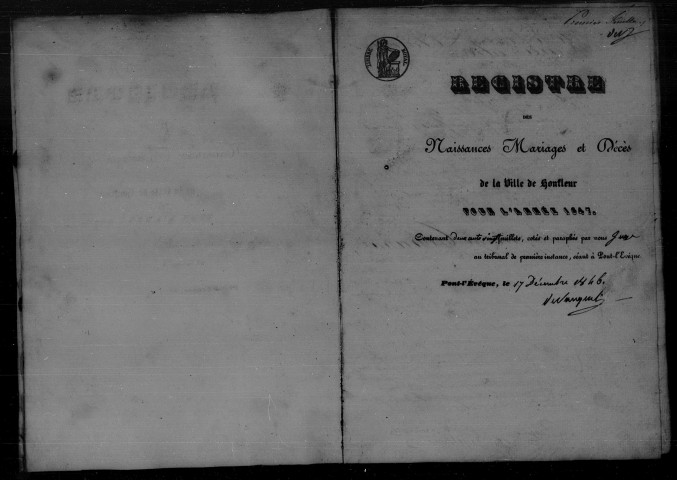 Premier feuillet
REGISTRE
DES
Naissances Mariages et Décès
de la Ville de Honfleur
POUR L'ANNÉE 1847.
Contenant deux cents feuillets, cotés et paraphés par nous Juge
au tribunal de première instance, séant à Pont-l'Evêque
Pont-l'Évêque, le 17 Décembre 1846.